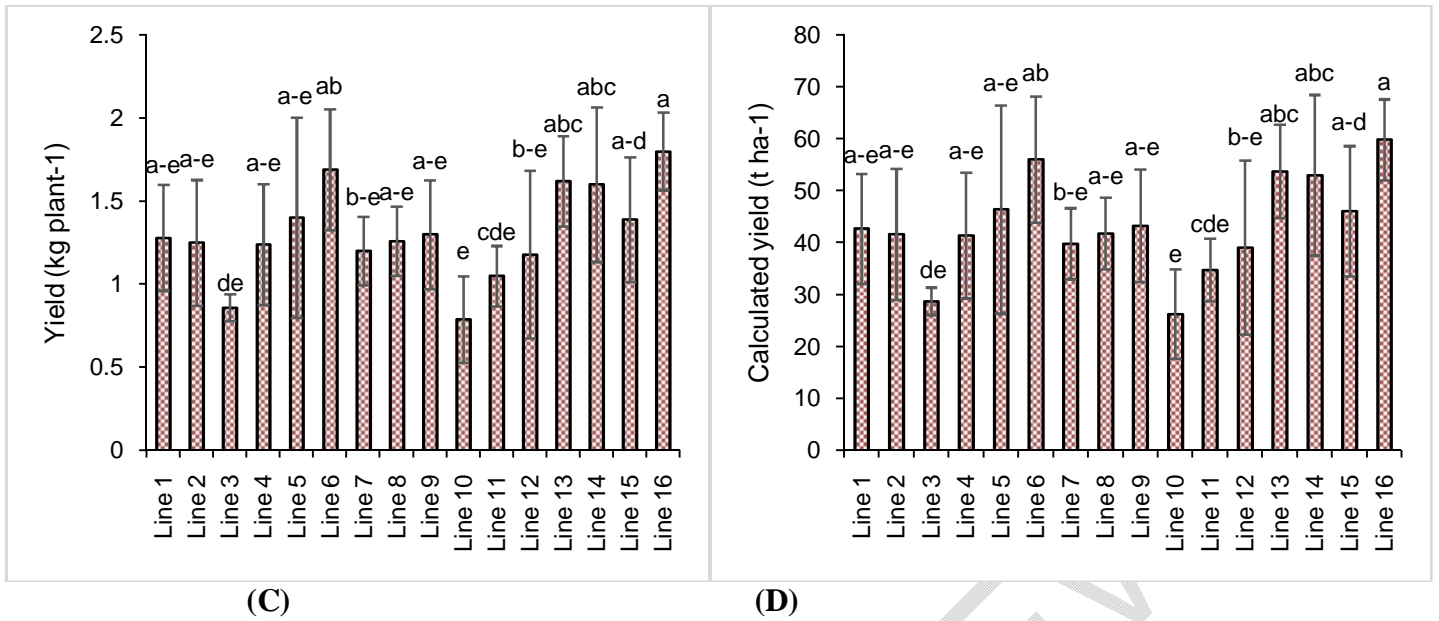 Yield (kg plant-1)
2.5
2
1.5
1
0.5
0
a-e
a-e
de
a-e
a-e
ab
b-e
a-e
a-e
e
cde
b-e
abc
abc
a-d
a
Line 1
Line 2
Line 3
Line 4
Line 5
Line 6
Line 7
Line 8
Line 9
Line 10
Line 11
Line 12
Line 13
Line 14
Line 15
Line 16
(C)
Calculated yield (t ha-1)
80
70
60
50
40
30
20
10
0
a-e
a-e
de
a-e
a-e
ab
b-e
a-e
a-e
e
cde
b-e
abc
abc
a-d
a
Line 1
Line 2
Line 3
Line 4
Line 5
Line 6
Line 7
Line 8
Line 9
Line 10
Line 11
Line 12
Line 13
Line 14
Line 15
Line 16
(D)